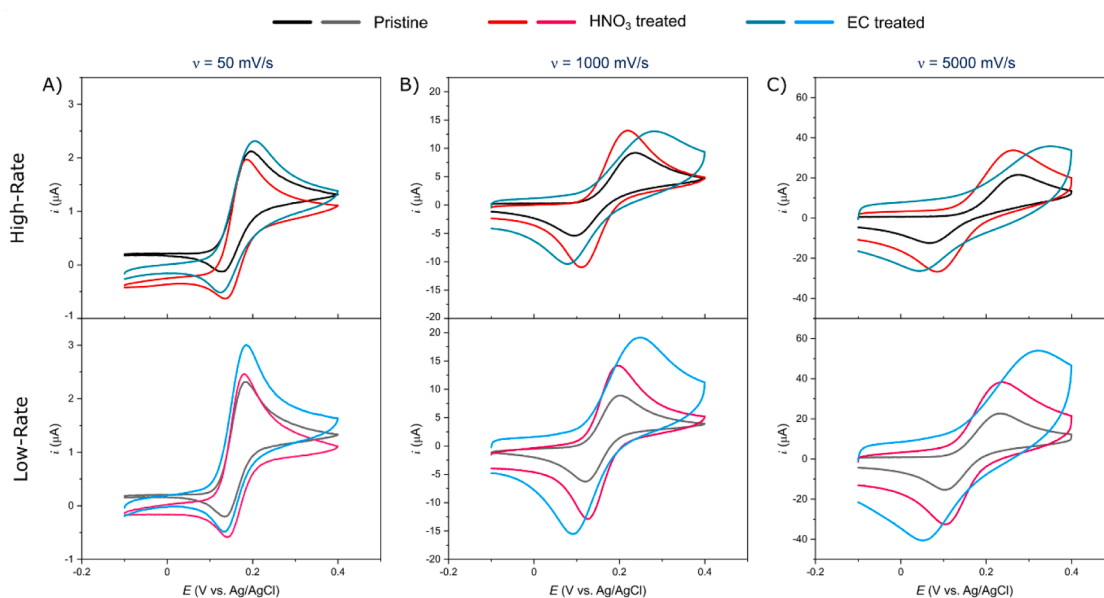 Pristine HNO3 treated EC treated
A) ν = 50 mV/s B) ν = 1000 mV/s C) ν = 5000 mV/s
High-Rate
i (µA)
3
2
1
0
-1
i (µA)
20
15
10
5
0
-5
-10
-15
-20
i (µA)
60
40
20
0
-20
-40
Low-Rate
i (µA)
3
2
1
0
-1
-0.2 0 0.2 0.4
E (V vs. Ag/AgCl)
i (µA)
20
15
10
5
0
-5
-10
-15
-20
-0.2 0 0.2 0.4
E (V vs. Ag/AgCl)
i (µA)
60
40
20
0
-20
-40
-0.2 0 0.2 0.4
E (V vs. Ag/AgCl)